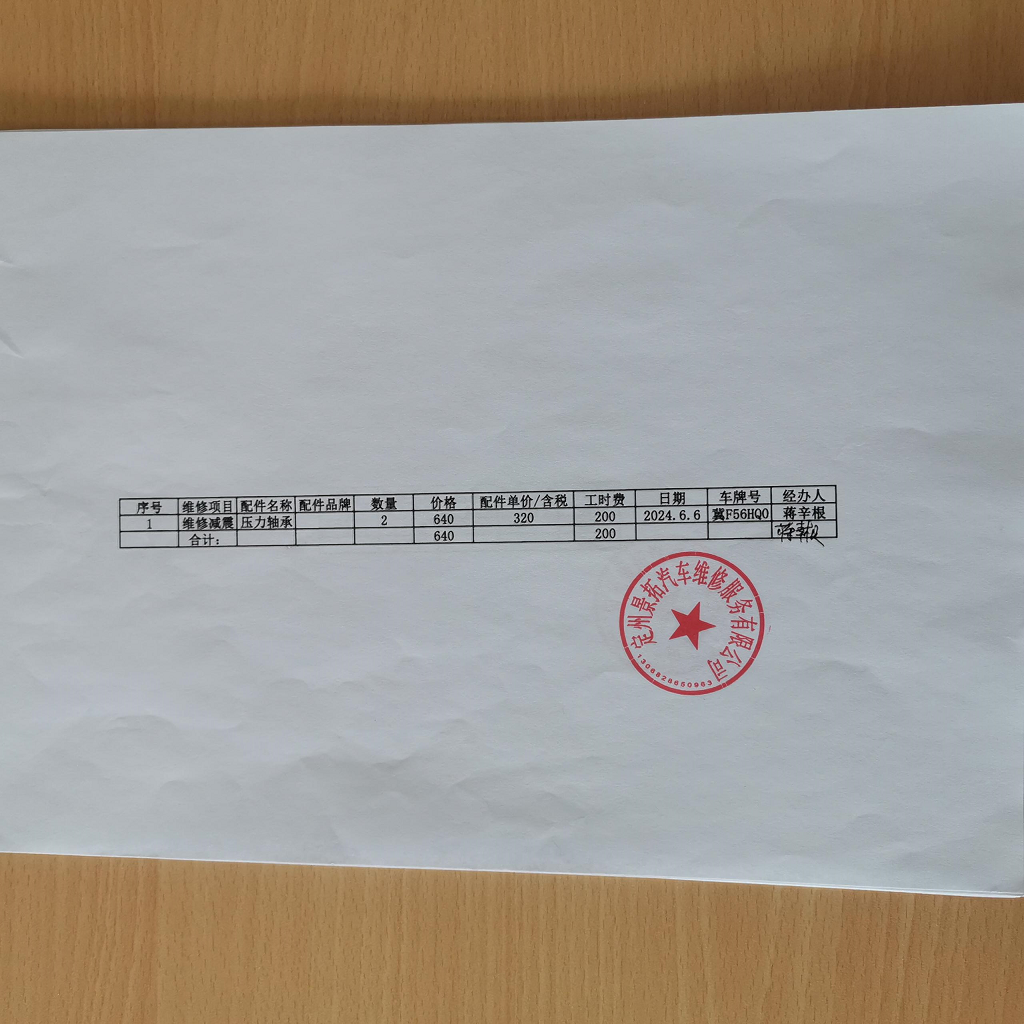 序号 维修项目 配件名称 配件品牌 数量 价格 配件单价/含税 工时费 日期 车牌号 经办人
1 维修减震 压力轴承 2 640 320 200 2024.6.6 冀F56HQ0 蒋辛根
合计： 640 200
定州景拓汽车维修服务有限公司